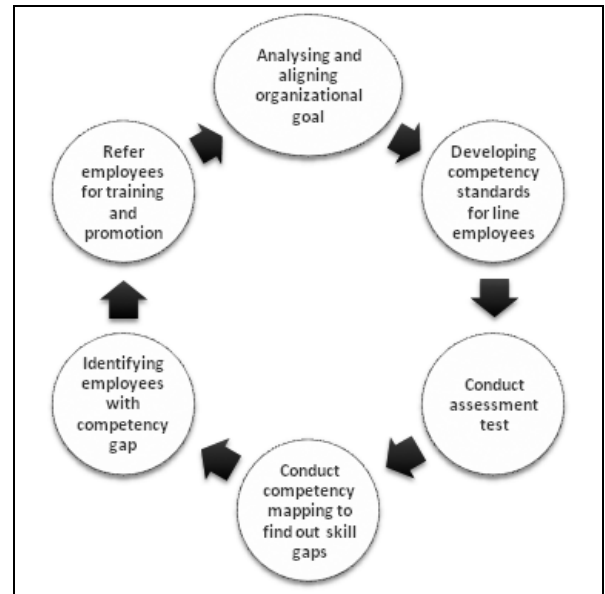 Analysing and
aligning
organizational
goal
Developing
competency
standards
for line
employees
Conduct
assessment
test
Conduct
competency
mapping to
find out skill
gaps
Identifying
employees
with
competency
gap
Refer
employees
for training
and
promotion